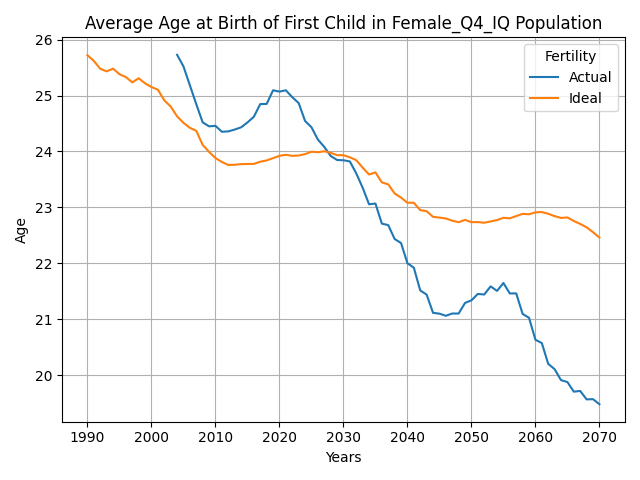 Average Age at Birth of First Child in Female_Q4_IQ Population
Fertility
Actual
Ideal
Age
26
25
24
23
22
21
20
1990 2000 2010 2020 2030 2040 2050 2060 2070
Years